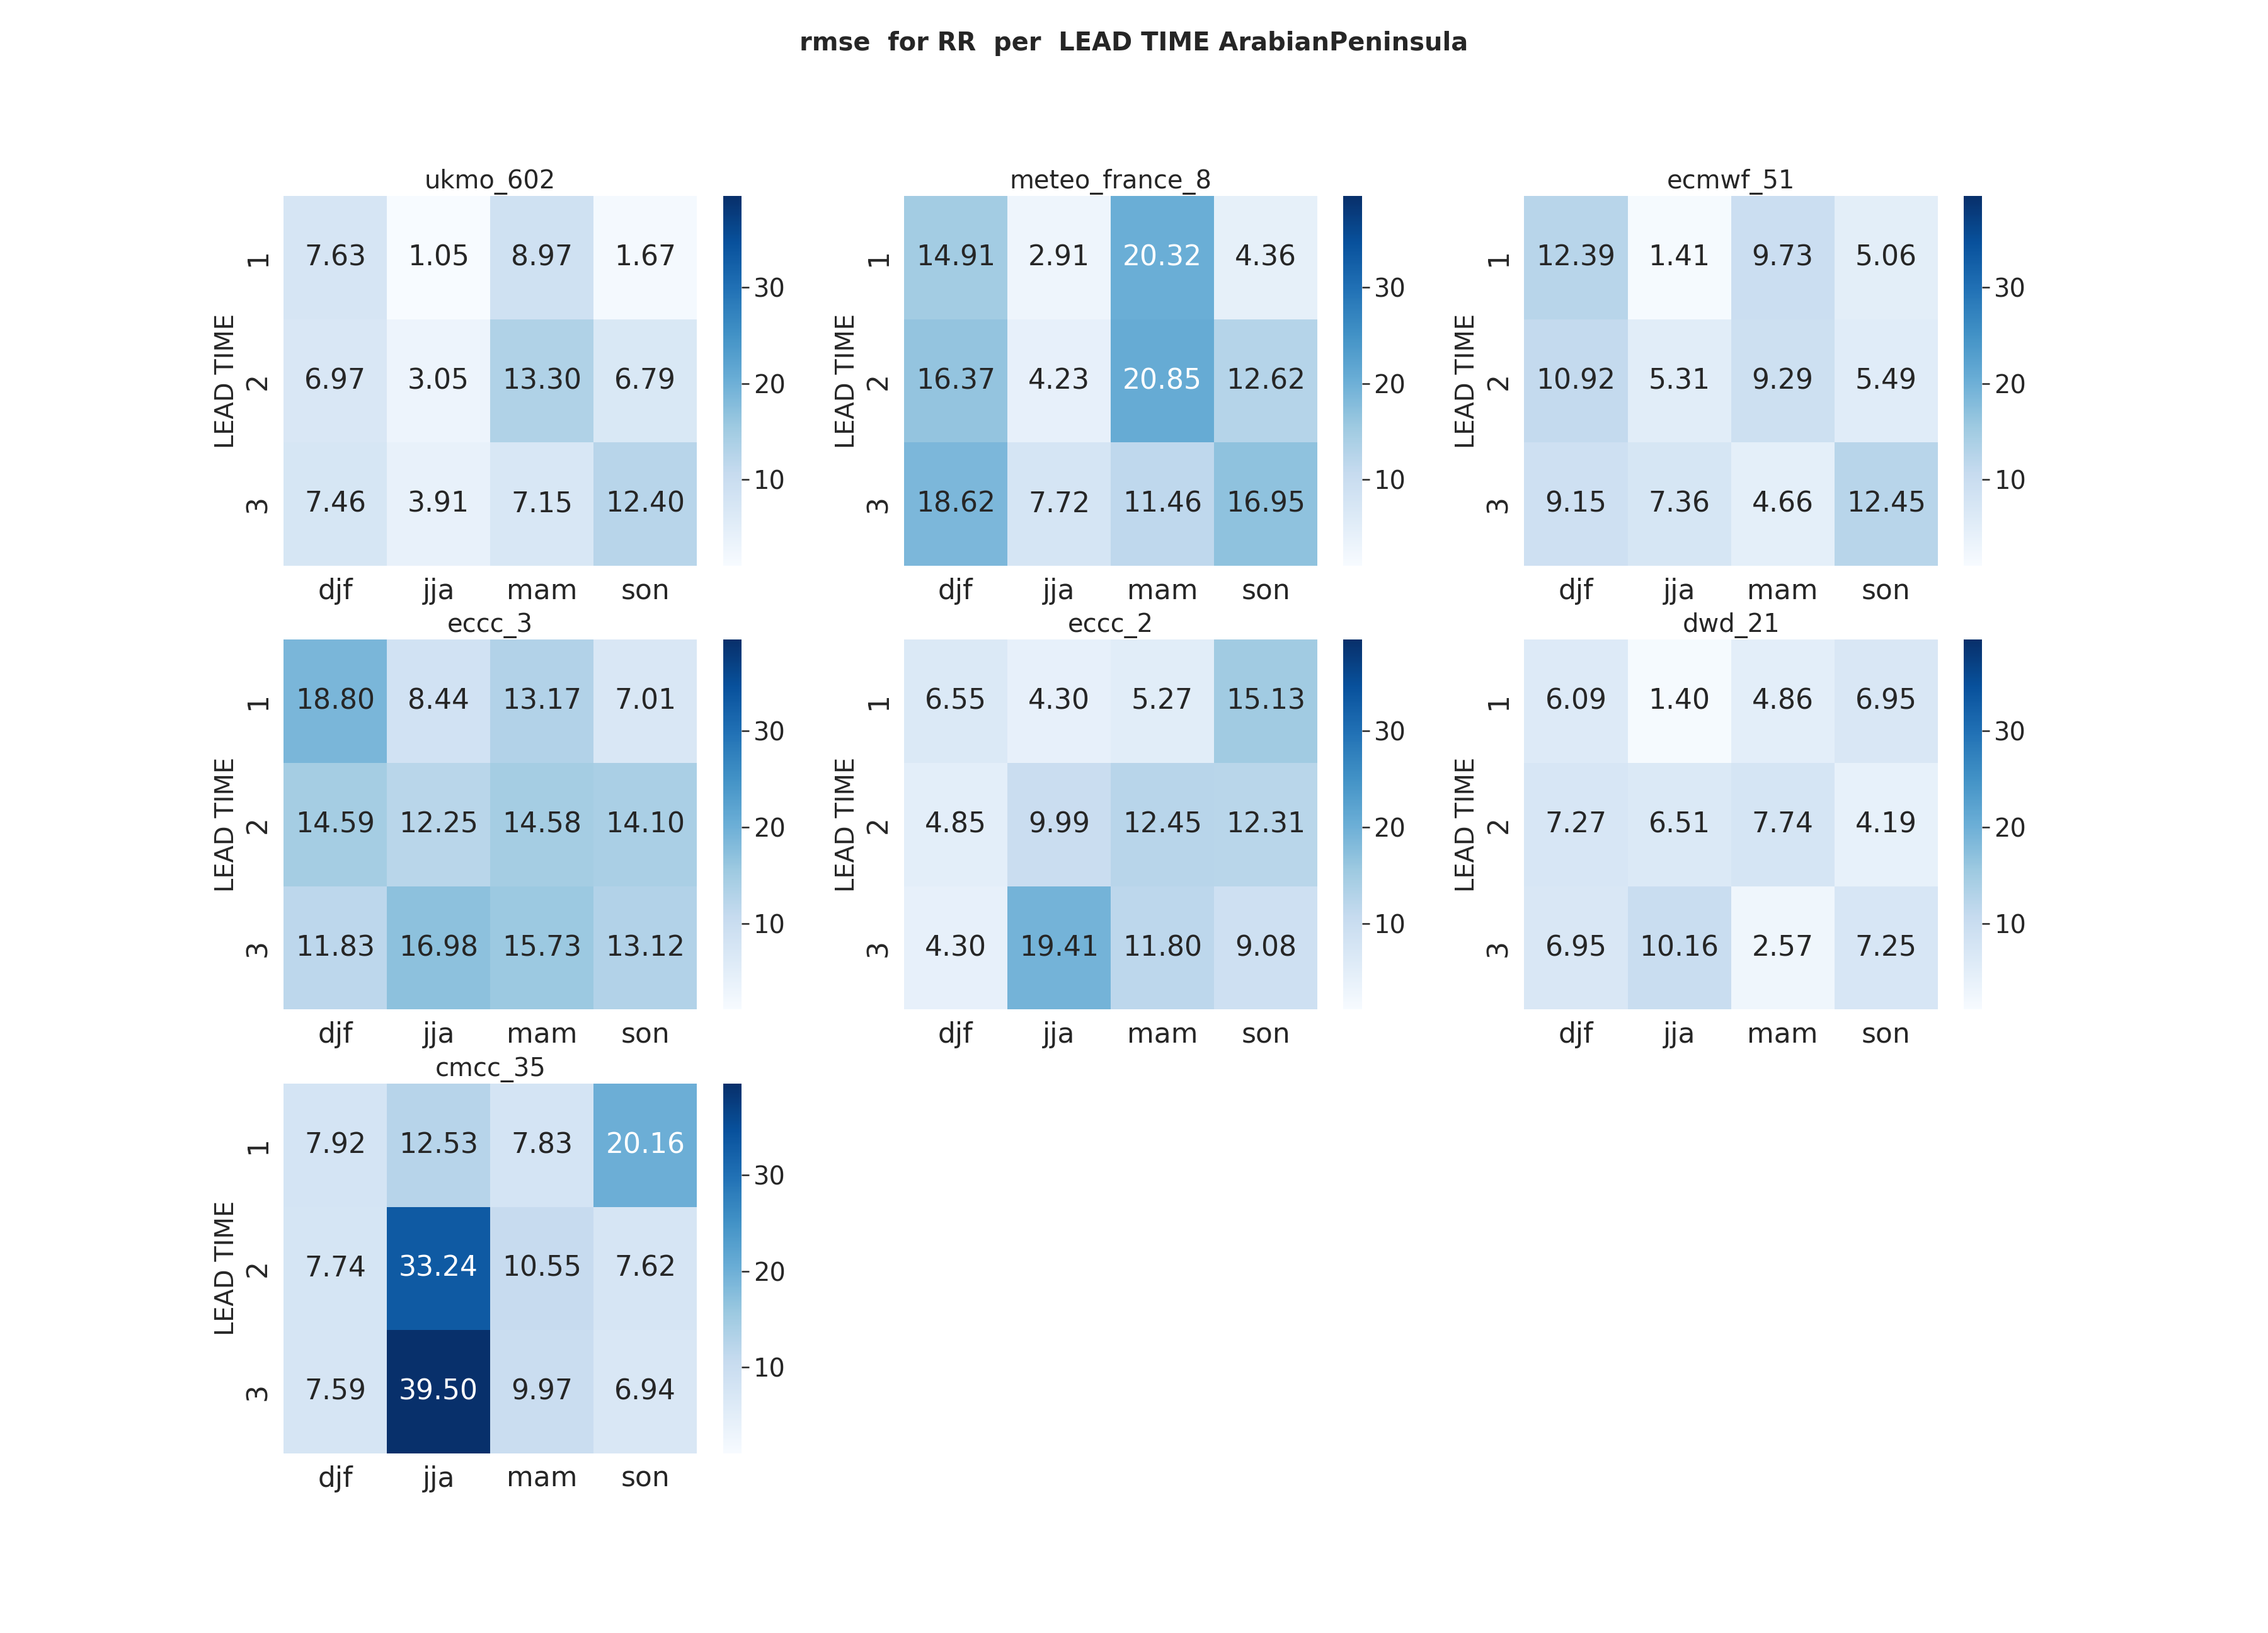 rmse for RR per LEAD TIME ArabianPeninsula
ukmo_602
LEAD TIME
1 7.63 1.05 8.97 1.67
2 6.97 3.05 13.30 6.79
3 7.46 3.91 7.15 12.40
djf jja mam son
30
20
10
meteo_france_8
LEAD TIME
1 14.91 2.91 20.32 4.36
2 16.37 4.23 20.85 12.62
3 18.62 7.72 11.46 16.95
djf jja mam son
30
20
10
ecmwf_51
LEAD TIME
1 12.39 1.41 9.73 5.06
2 10.92 5.31 9.29 5.49
3 9.15 7.36 4.66 12.45
djf jja mam son
30
20
10
eccc_3
LEAD TIME
1 18.80 8.44 13.17 7.01
2 14.59 12.25 14.58 14.10
3 11.83 16.98 15.73 13.12
djf jja mam son
30
20
10
eccc_2
LEAD TIME
1 6.55 4.30 5.27 15.13
2 4.85 9.99 12.45 12.31
3 4.30 19.41 11.80 9.08
djf jja mam son
30
20
10
dwd_21
LEAD TIME
1 6.09 1.40 4.86 6.95
2 7.27 6.51 7.74 4.19
3 6.95 10.16 2.57 7.25
djf jja mam son
30
20
10
cmcc_35
LEAD TIME
1 7.92 12.53 7.83 20.16
2 7.74 33.24 10.55 7.62
3 7.59 39.50 9.97 6.94
djf jja mam son
30
20
10